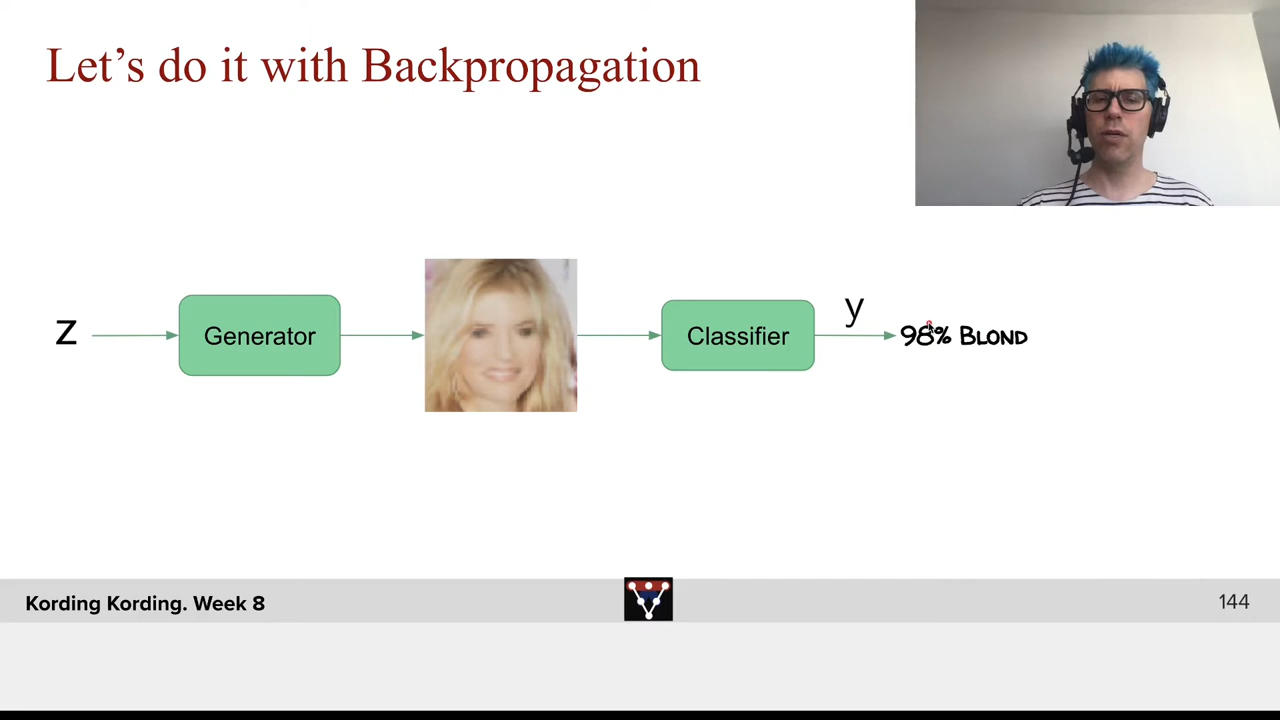 Let’s do it with Backpropagation
z
Generator
Classifier
y
98% BLOND
Kording Kording. Week 8
144